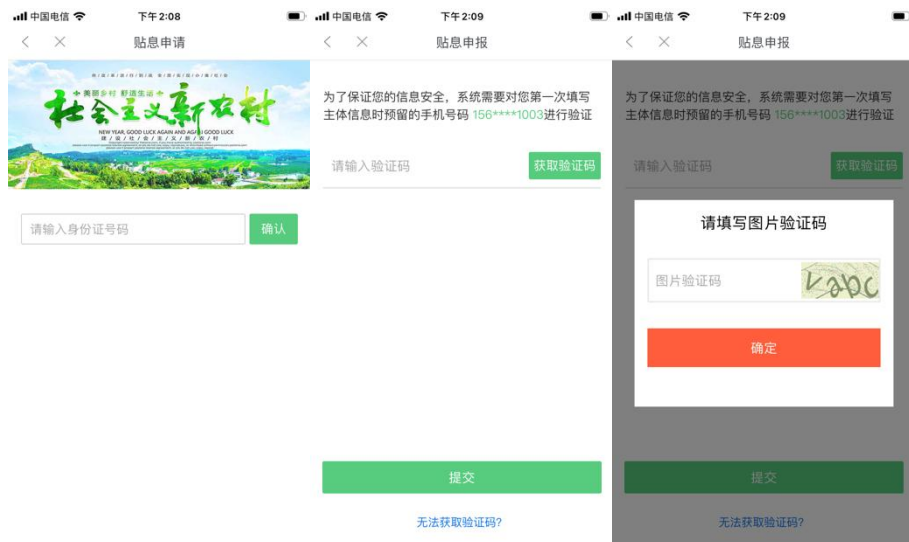 中国电信
下午2:08
贴息申请
美丽乡村 舒适生活
社会主义新农村
NEW YEAR, GOOD LUCK AGAIN AND AGAIN GOOD LUCK
建/设/社/会/主/义/新/农/村
请输入身份证号码
确认
中国电信
下午2:09
贴息申报
为了保证您的信息安全，系统需要对您第一次填写
主体信息时预留的手机号码 156****1003进行验证
请输入验证码
获取验证码
提交
无法获取验证码?
中国电信
下午2:09
贴息申报
为了保证您的信息安全，系统需要对您第一次填写
主体信息时预留的手机号码 156****1003进行验证
请输入验证码
获取验证码
请填写图片验证码
图片验证码
确定
提交
无法获取验证码?